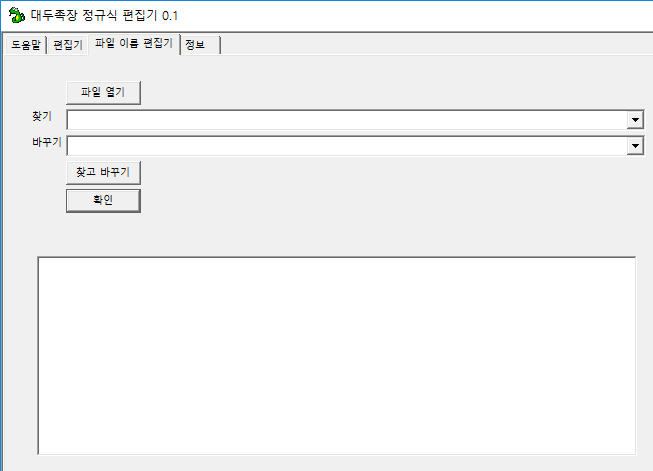 대두족장 정규식 편집기 0.1
도움말 편집기 파일 이름 편집기 정보
파일 열기
찾기
바꾸기
찾고 바꾸기
확인